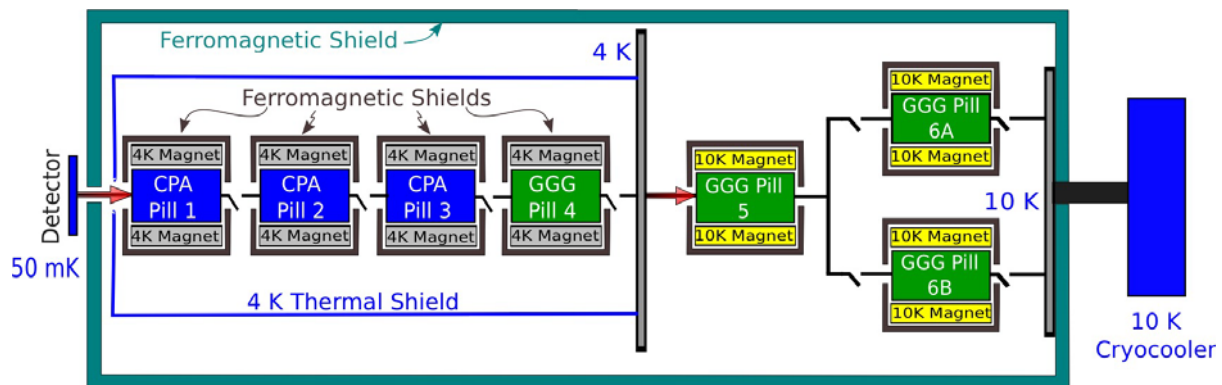 Ferromagnetic Shield
4 K
Ferromagnetic Shields
4K Magnet
CPA
Pill 1
4K Magnet
4K Magnet
CPA
Pill 2
4K Magnet
4K Magnet
CPA
Pill 3
4K Magnet
4K Magnet
GGG
Pill 4
4K Magnet
Detector
50 mK
4 K Thermal Shield
10K Magnet
GGG Pill
5
10K Magnet
10K Magnet
GGG Pill
6A
10K Magnet
10 K
10K Magnet
GGG Pill
6B
10K Magnet
10 K
Cryocooler